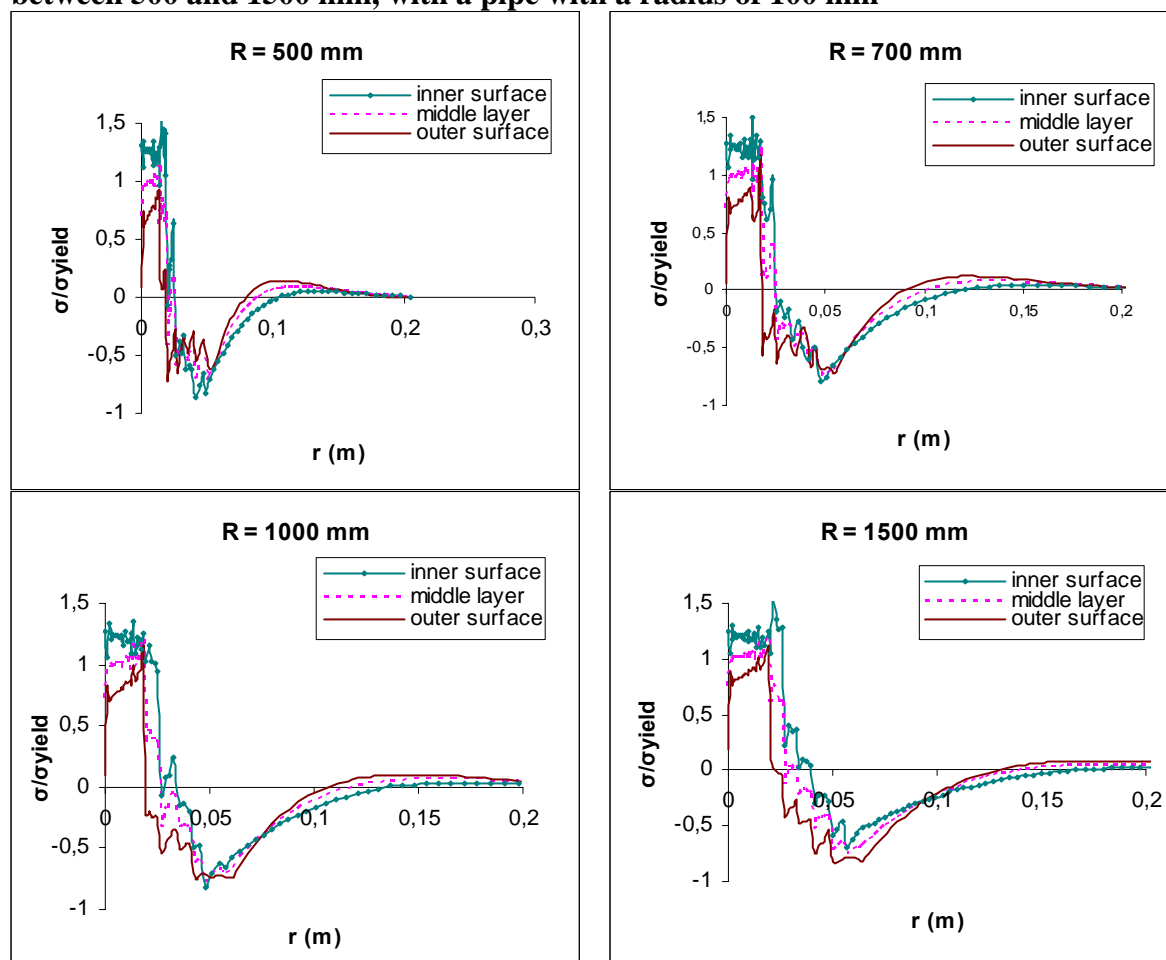 between 500 and 1500 mm, with a pipe with a radius of 100 mm
R = 500 mm
inner surface
middle layer
outer surface
1,5
1
0,5
0
-0,5
-1
0
0,1
0,2
0,3
σ/σyield
r (m)
R = 700 mm
inner surface
middle layer
outer surface
1,5
1
0,5
0
-0,5
-1
0
0,05
0,1
0,15
0,2
σ/σyield
r (m)
R = 1000 mm
inner surface
middle layer
outer surface
1,5
1
0,5
0
-0,5
-1
0
0,05
0,1
0,15
0,2
σ/σyield
r (m)
R = 1500 mm
inner surface
middle layer
outer surface
1,5
1
0,5
0
-0,5
-1
0
0,05
0,1
0,15
0,2
σ/σyield
r (m)